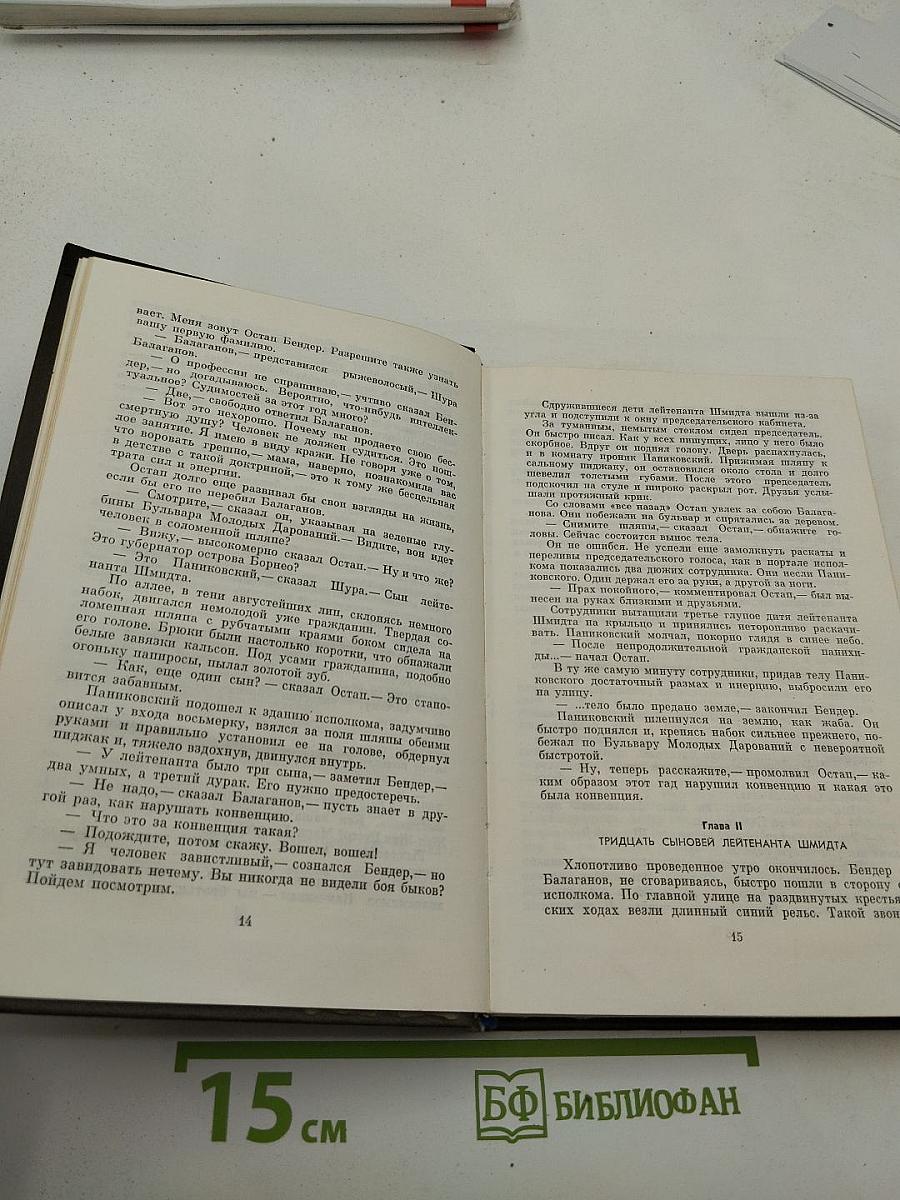 вает. Меня зовут Остап Бендер. Разрешите также узнать
вашу первую фамилию.
— Балаганов,— представился рыжеволосый,— Шура
Балаганов.
— О профессии не спрашиваю,— учтиво сказал Бен-
дер,— но догадываюсь. Вероятно, что-нибудь интеллек-
туальное? Судимостей за этот год много?
— Две,— свободно ответил Балаганов.
— Вот это нехорошо. Почему вы продаете свою бес-
смертную душу? Человек не должен судиться. Это пош-
лое занятие. Я имею в виду кражи. Не говоря уже о том,
что воровать грешно,— мама, наверно, познакомила вас
в детстве с такой доктриной,— это к тому же бесцельная
трата сил и энергии.
Остап долго еще развивал бы свои взгляды на жизнь,
если бы его не перебил Балаганов.
— Смотрите,— сказал он, указывая на зеленые глу-
бины Бульвара Молодых Дарований.— Видите, вон идет
человек в соломенной шляпе?
— Вижу,— высокомерно сказал Остап.— Ну и что же?
Это губернатор острова Борнео?
— Это Паниковский,— сказал Шура.— Сын лейте-
нанта Шмидта.
По аллее, в тени августейших лип, склонясь немного
набок, двигался немолодой уже гражданин. Твердая со-
ломенная шляпа с рубчатыми краями боком сидела на
его голове. Брюки были настолько коротки, что обнажали
белые завязки кальсон. Под усами гражданина, подобно
огоньку папиросы, пылал золотой зуб.
— Как, еще один сын? — сказал Остап.— Это стано-
вится забавным.
Паниковский подошел к зданию исполкома, задумчиво
описал у входа восьмерку, взялся за поля шляпы обеими
руками и правильно установил ее на голове, обдернул
пиджак и, тяжело вздохнув, двинулся внутрь.
— У лейтенанта было три сына,— заметил Бендер,—
два умных, а третий дурак. Его нужно предостеречь.
— Не надо,— сказал Балаганов,— пусть знает в дру-
гой раз, как нарушать конвенцию.
— Что это за конвенция такая?
— Подождите, потом скажу. Вошел, вошел!
— Я человек завистливый,— сознался Бендер,— но
тут завидовать нечему. Вы никогда не видели боя быков?
Пойдем посмотрим.
14
Сдружившиеся дети лейтенанта Шмидта вышли из-за
угла и подступили к окну председательского кабинета.
За туманным, немытым стеклом сидел председатель.
Он быстро писал. Как у всех пишущих, лицо у него было
скорбное. Вдруг он поднял голову. Дверь распахнулась,
и в комнату проник Паниковский. Прижимая шляпу к
сальному пиджаку, он остановился около стола и долго
шевелил толстыми губами. После этого председатель
подскочил на стуле и широко раскрыл рот. Друзья услы-
шали протяжный крик.
Со словами «все назад» Остап увлек за собою Балага-
нова. Они побежали на бульвар и спрятались за деревом.
— Снимите шляпы,— сказал Остап,— обнажите го-
ловы. Сейчас состоится вынос тела.
Он не ошибся. Не успели еще замолкнуть раскаты и
переливы председательского голоса, как в портале испол-
кома показались два дюжих сотрудника. Они несли Пани-
ковского. Один держал его за руки, а другой за ноги.
— Прах покойного,— комментировал Остап,— был вы-
несен на руках близкими и друзьями.
Сотрудники вытащили третье глупое дитя лейтенанта
Шмидта на крыльцо и принялись неторопливо раскачи-
вать. Паниковский молчал, покорно глядя в синее небо.
— После непродолжительной гражданской панихи-
ды...— начал Остап.
В ту же самую минуту сотрудники, придав телу Пани-
ковского достаточный размах и инерцию, выбросили его
на улицу.
— ...тело было предано земле,— закончил Бендер.
Паниковский шлепнулся на землю, как жаба. Он
быстро поднялся и, кренясь набок сильнее прежнего, по-
бежал по Бульвару Молодых Дарований с невероятной
быстротой.
— Ну, теперь расскажите,— промолвил Остап,— ка-
ким образом этот гад нарушил конвенцию и какая это
была конвенция.
Глава II
ТРИДЦАТЬ СЫНОВЕЙ ЛЕЙТЕНАНТА ШМИДТА
Хлопотливо проведенное утро окончилось. Бендер
Балаганов, не сговариваясь, быстро пошли в сторону о
исполкома. По главной улице на раздвинутых крестья
ских ходах везли длинный синий рельс. Такой звон
15
15 см
БФ БИБЛИОФАН